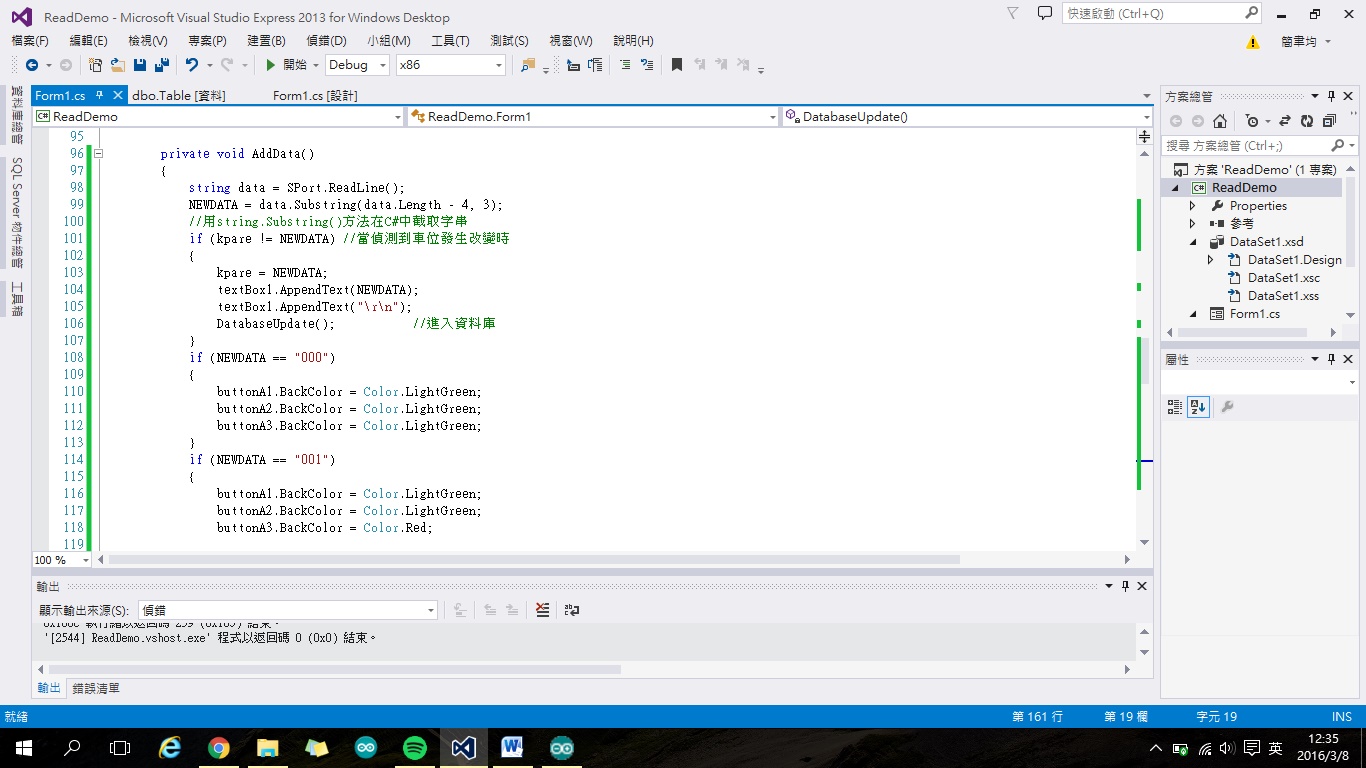 ReadDemo - Microsoft Visual Studio Express 2013 for Windows Desktop
快速啟動 (Ctrl+Q)
檔案(F) 編輯(E) 檢視(V) 專案(P) 建置(B) 偵錯(D) 小組(M) 工具(T) 測試(S) 視窗(W) 說明(H)
簡聿均
開始 Debug x86
Form1.cs dbo.Table [資料] Form1.cs [設計]
ReadDemo ReadDemo.Form1 DatabaseUpdate()
資料庫總管
SQL Server 物件總管
工具箱
95
96 private void AddData()
97 {
98 string data = SPort.ReadLine();
99 NEWDATA = data.Substring(data.Length - 4, 3);
100 //用string.Substring()方法在C#中截取字串
101 if (kpare != NEWDATA) //當偵測到車位發生改變時
102 {
103 kpare = NEWDATA;
104 textBox1.AppendText(NEWDATA);
105 textBox1.AppendText("\r\n");
106 DatabaseUpdate(); //進入資料庫
107 }
108 if (NEWDATA == "000")
109 {
110 buttonA1.BackColor = Color.LightGreen;
111 buttonA2.BackColor = Color.LightGreen;
112 buttonA3.BackColor = Color.LightGreen;
113 }
114 if (NEWDATA == "001")
115 {
116 buttonA1.BackColor = Color.LightGreen;
117 buttonA2.BackColor = Color.LightGreen;
118 buttonA3.BackColor = Color.Red;
119
100 %
輸出
顯示輸出來源(S): 偵錯
'[2544] ReadDemo.vshost.exe' 程式以返回碼 0 (0x0) 結束。
輸出 錯誤清單
方案總管
搜尋 方案總管 (Ctrl+;)
方案 'ReadDemo' (1 專案)
C# ReadDemo
Properties
參考
DataSet1.xsd
DataSet1.Design
DataSet1.xsc
DataSet1.xss
Form1.cs
屬性
就緒 第 161 行 第 19 欄 字元 19 INS
英 12:35
2016/3/8